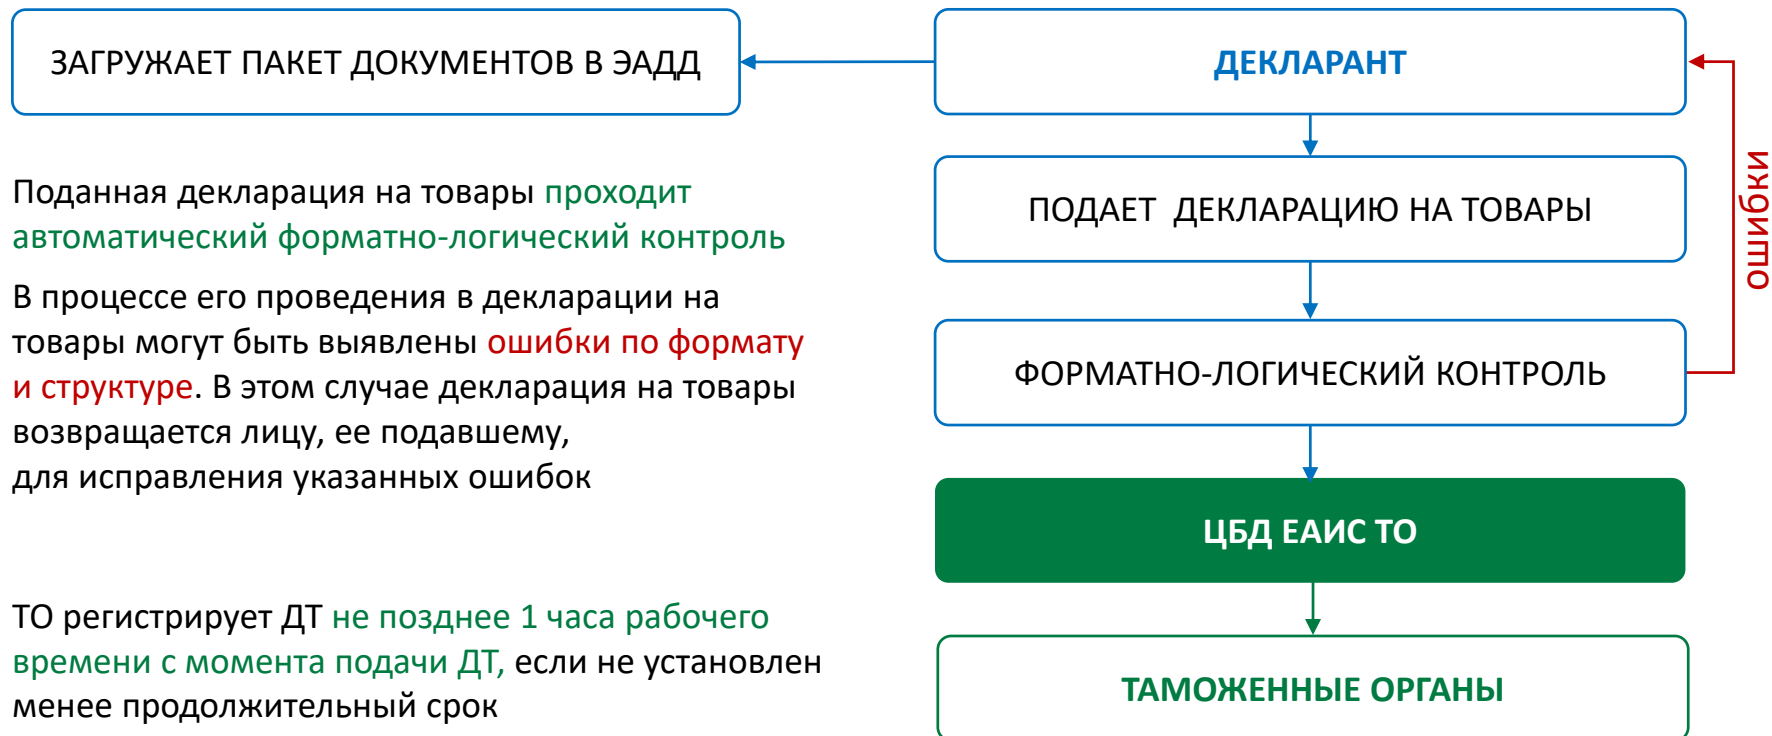 ЗАГРУЖАЕТ ПАКЕТ ДОКУМЕНТОВ В ЭАДД
ДЕКЛАРАНТ
Поданная декларация на товары проходит
автоматический форматно-логический контроль
В процессе его проведения в декларации на
товары могут быть выявлены ошибки по формату
и структуре. В этом случае декларация на товары
возвращается лицу, ее подавшему,
для исправления указанных ошибок
ТО регистрирует ДТ не позднее 1 часа рабочего
времени с момента подачи ДТ, если не установлен
менее продолжительный срок
ПОДАЕТ ДЕКЛАРАЦИЮ НА ТОВАРЫ
ошибки
ФОРМАТНО-ЛОГИЧЕСКИЙ КОНТРОЛЬ
ЦБД ЕАИС ТО
ТАМОЖЕННЫЕ ОРГАНЫ